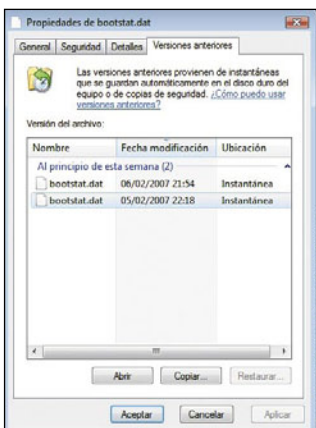 Propiedades de bootstat.dat
General Seguridad Detalles Versiones anteriores
Las versiones anteriores provienen de instantáneas
que se guardan automáticamente en el disco duro del
equipo o de copias de seguridad. ¿Cómo puedo usar
versiones anteriores?
Versión del archivo:
Nombre Fecha modificación Ubicación
Al principio de esta semana (2)
bootstat.dat 06/02/2007 21:54 Instantánea
bootstat.dat 05/02/2007 22:18 Instantánea
Abrir Copiar... Restaurar...
Aceptar Cancelar Aplicar